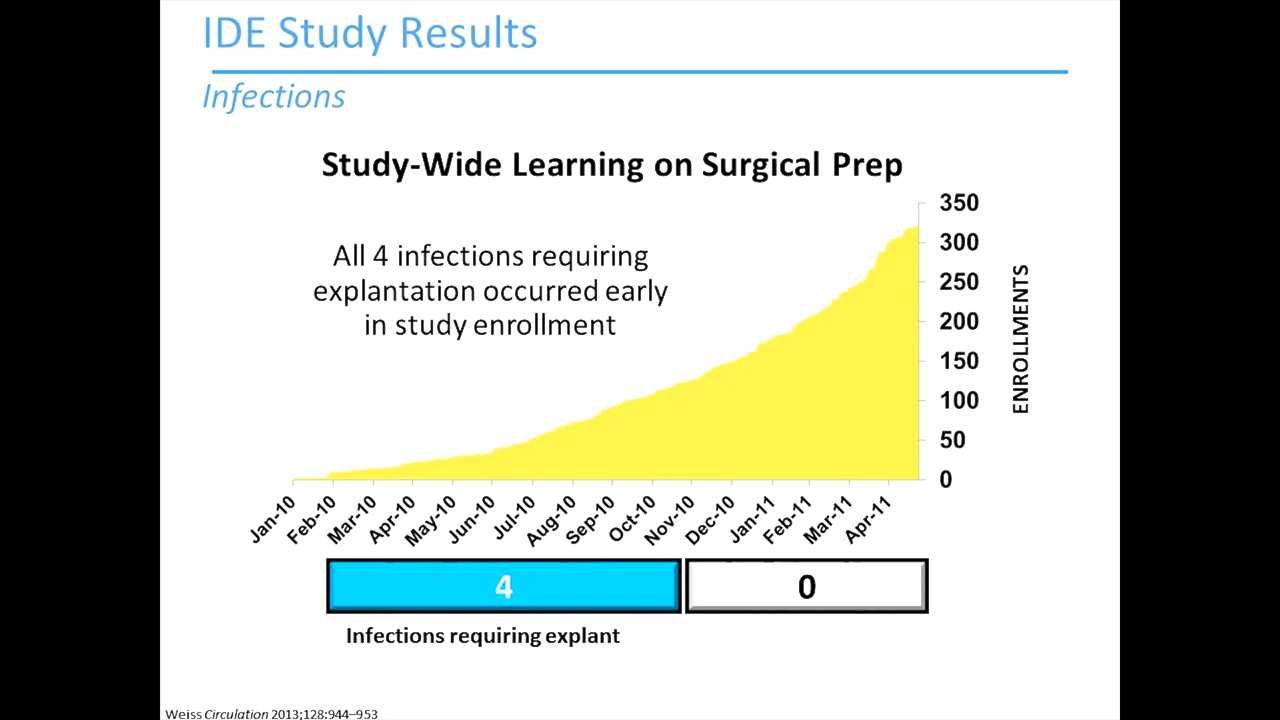 IDE Study Results
Infections
Study-Wide Learning on Surgical Prep
All 4 infections requiring
explantation occurred early
in study enrollment
350
300
250
200
150
100
50
0
ENROLLMENTS
Jan-10
Feb-10
Mar-10
Apr-10
May-10
Jun-10
Jul-10
Aug-10
Sep-10
Oct-10
Nov-10
Dec-10
Jan-11
Feb-11
Mar-11
Apr-11
4
0
Infections requiring explant
Weiss Circulation 2013;128:944–953